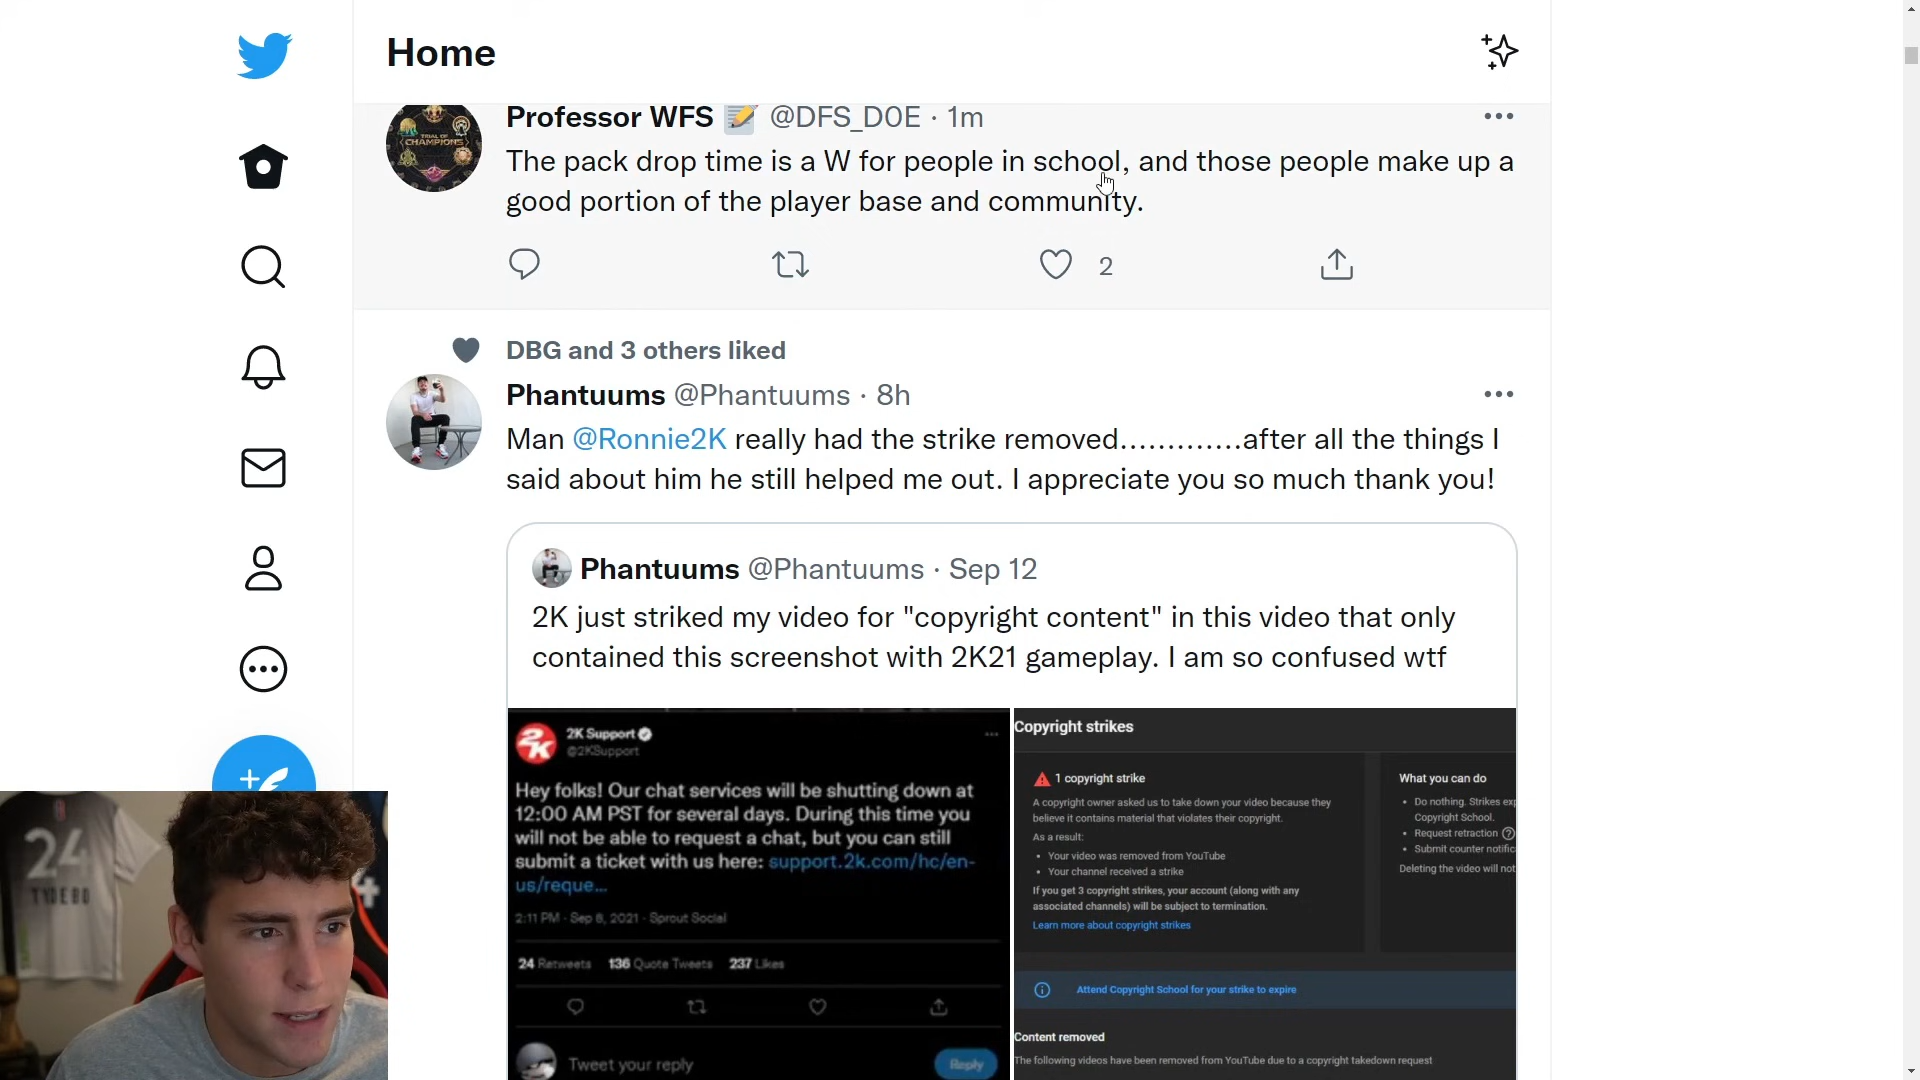 Home
Professor WFS 📝 @DFS_D0E · 1m
The pack drop time is a W for people in school, and those people make up a
good portion of the player base and community.
2
DBG and 3 others liked
Phantuums @Phantuums · 8h
Man @Ronnie2K really had the strike removed.............after all the things I
said about him he still helped me out. I appreciate you so much thank you!
Phantuums @Phantuums · Sep 12
2K just striked my video for "copyright content" in this video that only
contained this screenshot with 2K21 gameplay. I am so confused wtf
2K
2K Support
@2KSupport
Hey folks! Our chat services will be shutting down at
12:00 AM PST for several days. During this time you
will not be able to request a chat, but you can still
submit a ticket with us here: support.2k.com/hc/en-
us/reque...
2:11 PM · Sep 8, 2021 · Sprout Social
24 Retweets 136 Quote Tweets 237 Likes
Tweet your reply
Reply
Copyright strikes
1 copyright strike
A copyright owner asked us to take down your video because they
believe it contains material that violates their copyright.
As a result:
• Your video was removed from YouTube
• Your channel received a strike
If you get 3 copyright strikes, your account (along with any
associated channels) will be subject to termination.
Learn more about copyright strikes
What you can do
• Do nothing. Strikes exp
Copyright School.
• Request retraction
• Submit counter notific
Deleting the video will not
Attend Copyright School for your strike to expire
Content removed
The following videos have been removed from YouTube due to a copyright takedown request
TRIAL OF
CHAMPIONS
24
TYDEBO